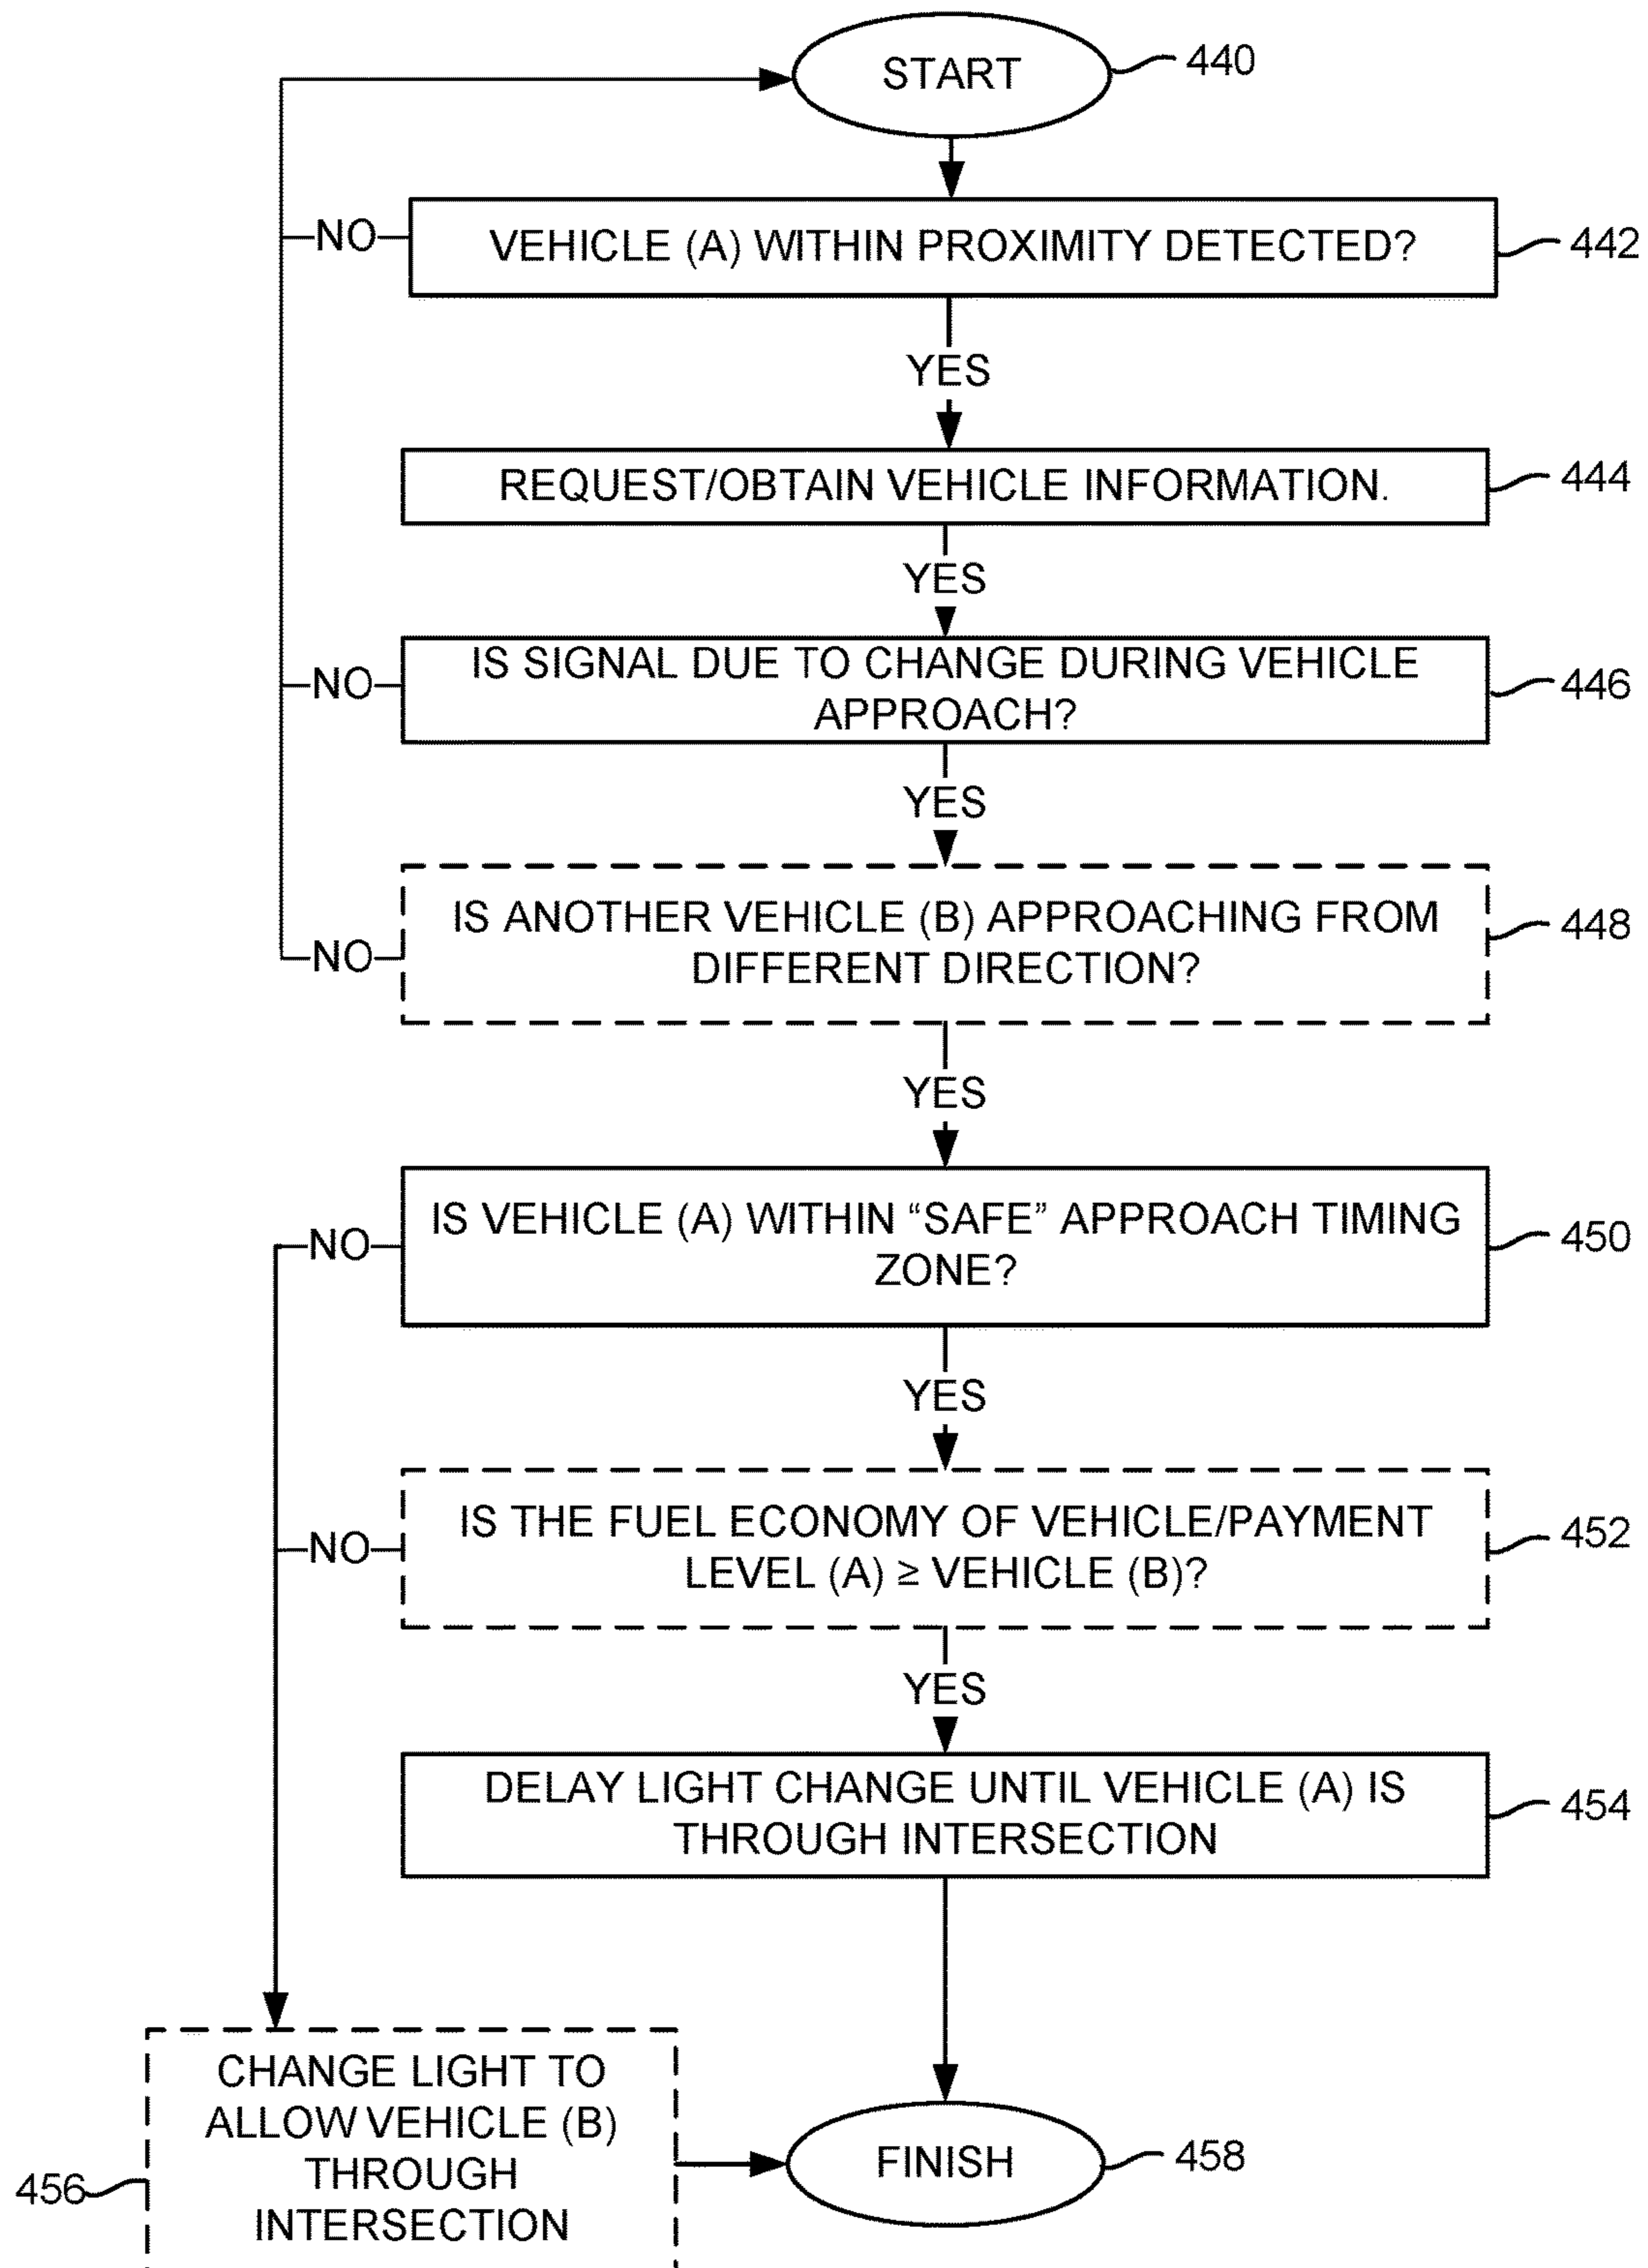 START
440
NO
VEHICLE (A) WITHIN PROXIMITY DETECTED?
442
YES
REQUEST/OBTAIN VEHICLE INFORMATION.
444
YES
NO
IS SIGNAL DUE TO CHANGE DURING VEHICLE
APPROACH?
446
YES
NO
IS ANOTHER VEHICLE (B) APPROACHING FROM
DIFFERENT DIRECTION?
448
YES
NO
IS VEHICLE (A) WITHIN “SAFE” APPROACH TIMING
ZONE?
450
YES
NO
IS THE FUEL ECONOMY OF VEHICLE/PAYMENT
LEVEL (A) ≥ VEHICLE (B)?
452
YES
DELAY LIGHT CHANGE UNTIL VEHICLE (A) IS
THROUGH INTERSECTION
454
CHANGE LIGHT TO
ALLOW VEHICLE (B)
THROUGH
INTERSECTION
456
FINISH
458